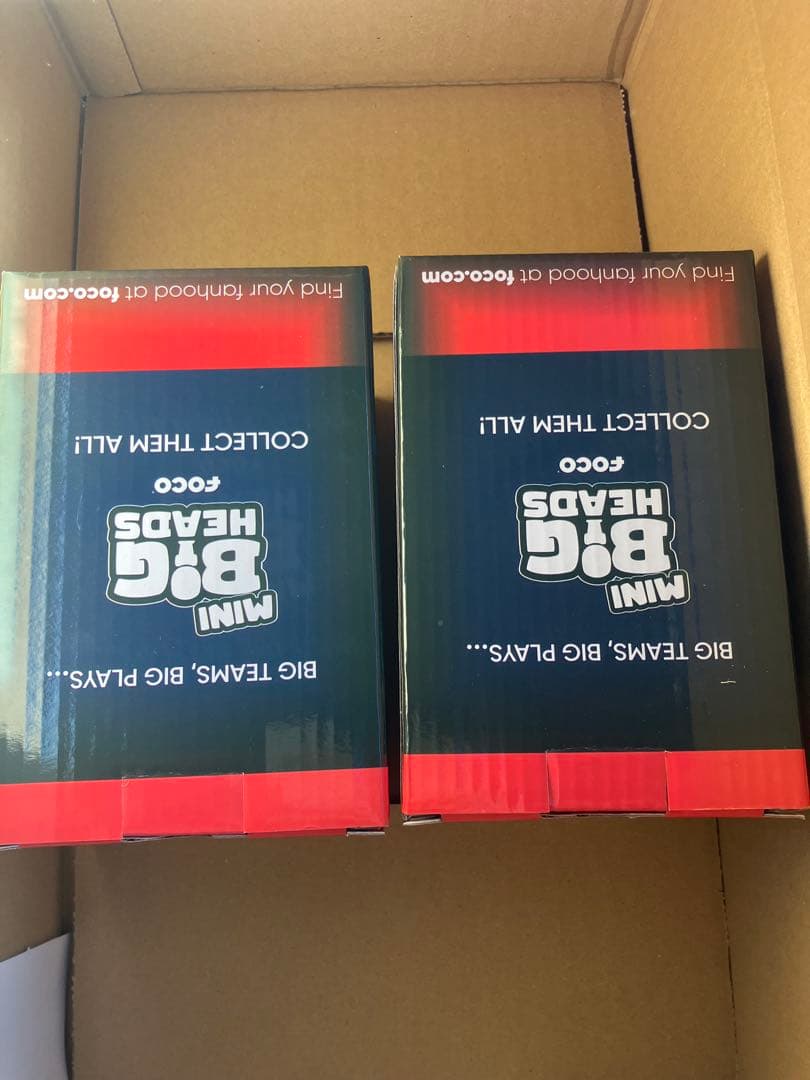 BIG TEAMS, BIG PLAYS...
MINI
BIG
HEADS
FOCO
COLLECT THEM ALL!
Find your fanhood at foco.com
BIG TEAMS, BIG PLAYS...
MINI
BIG
HEADS
FOCO
COLLECT THEM ALL!
Find your fanhood at foco.com